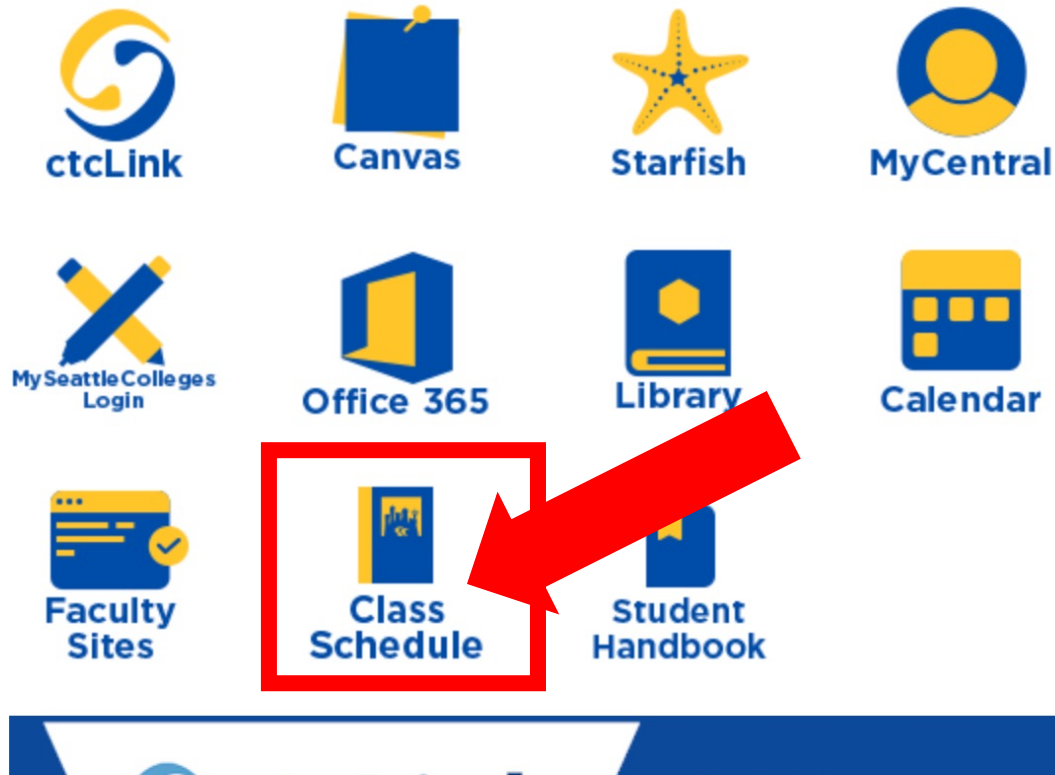 ctcLink
Canvas
Starfish
MyCentral
MySeattleColleges
Login
Office 365
Library
Calendar
Faculty
Sites
Class
Schedule
Student
Handbook